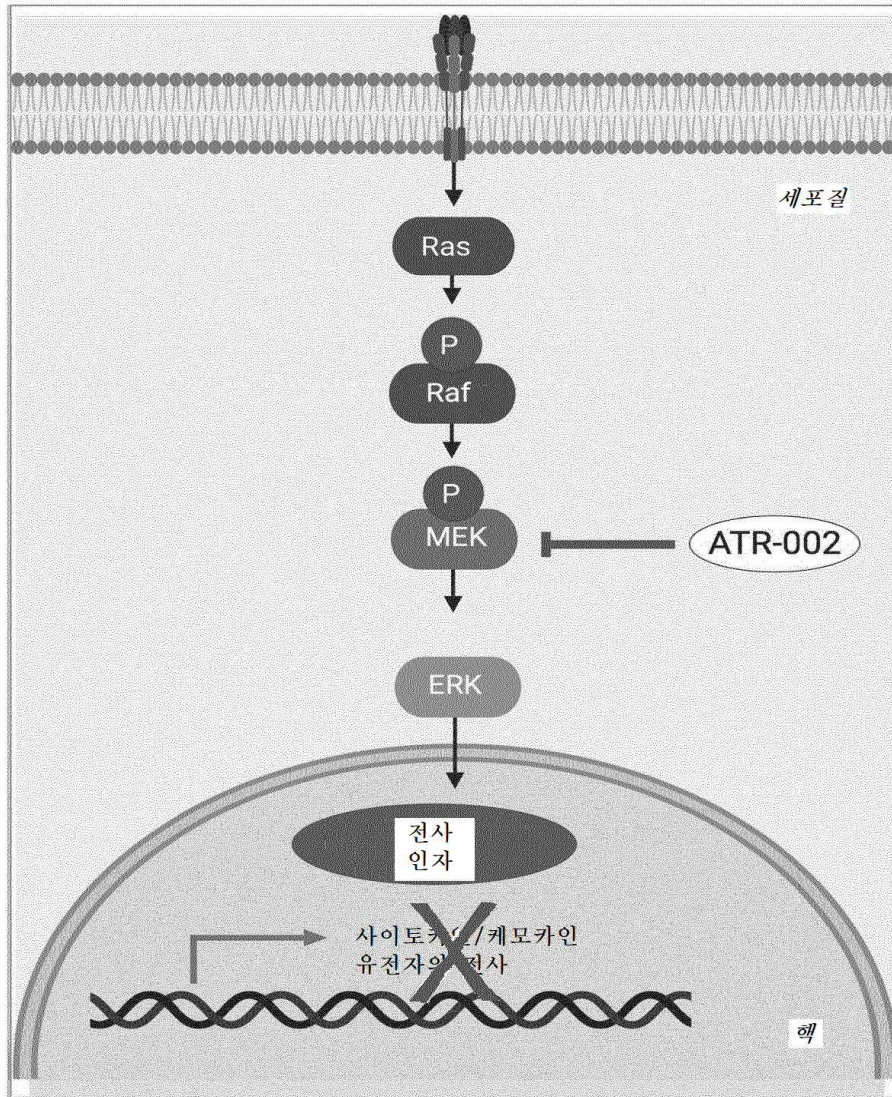 세포질
Ras
P
Raf
P
MEK
ATR-002
ERK
전사
인자
사이토카인/케모카인
유전자의 전사
핵